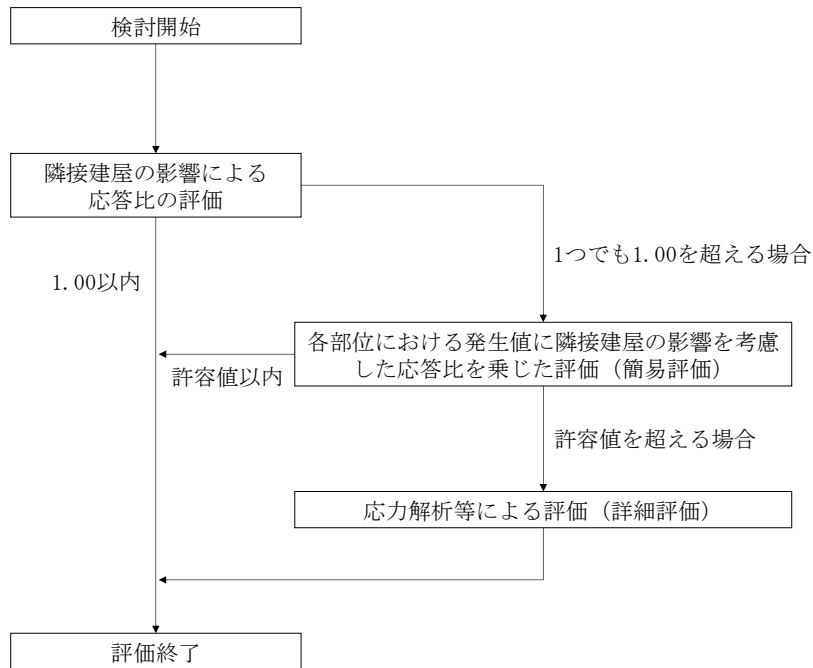 検討開始
隣接建屋の影響による
応答比の評価
1つでも1.00を超える場合
1.00以内
各部位における発生値に隣接建屋の影響を考慮
した応答比を乗じた評価（簡易評価）
許容値以内
許容値を超える場合
応力解析等による評価（詳細評価）
評価終了